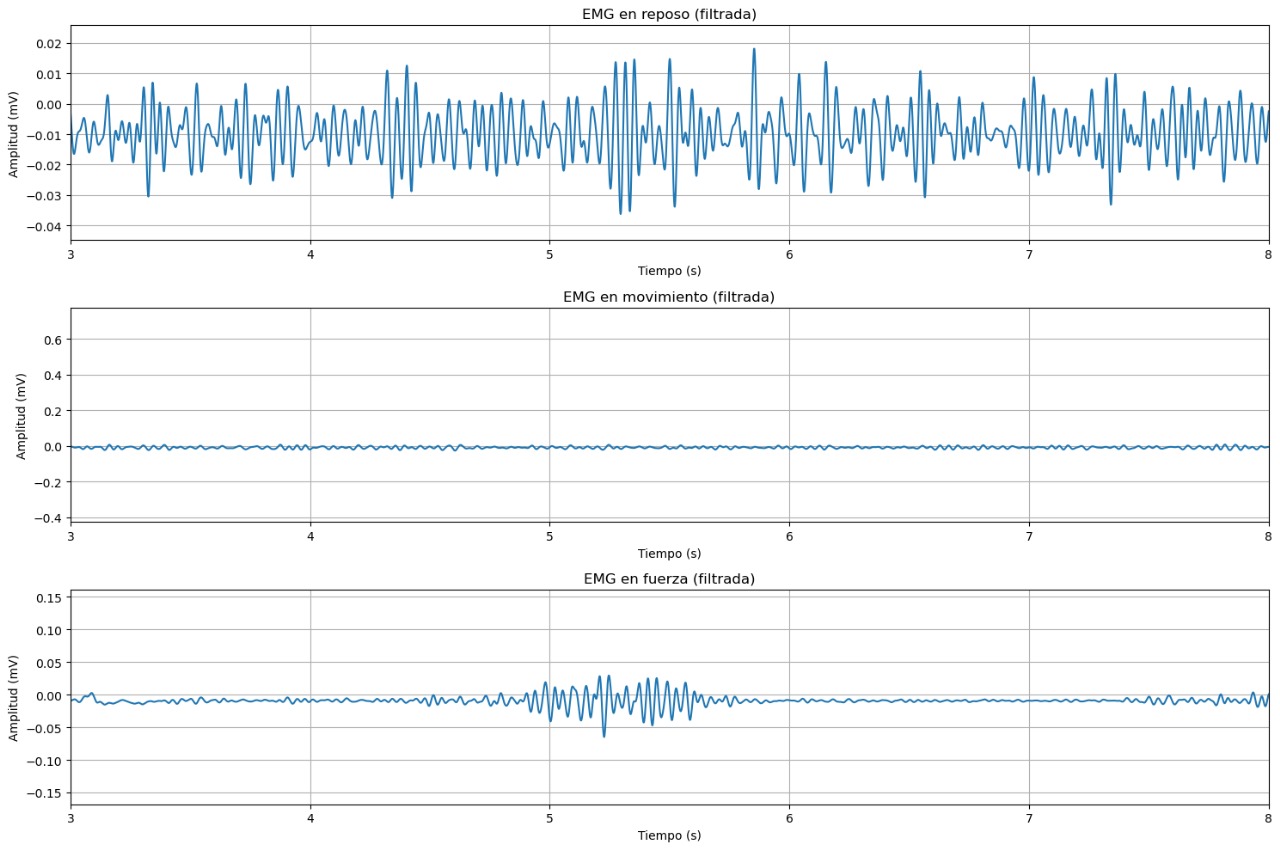 EMG en reposo (filtrada)
Amplitud (mV)
0.02
0.01
0.00
−0.01
−0.02
−0.03
−0.04
3 4 5 6 7 8
Tiempo (s)
EMG en movimiento (filtrada)
Amplitud (mV)
0.6
0.4
0.2
0.0
−0.2
−0.4
3 4 5 6 7 8
Tiempo (s)
EMG en fuerza (filtrada)
Amplitud (mV)
0.15
0.10
0.05
0.00
−0.05
−0.10
−0.15
3 4 5 6 7 8
Tiempo (s)